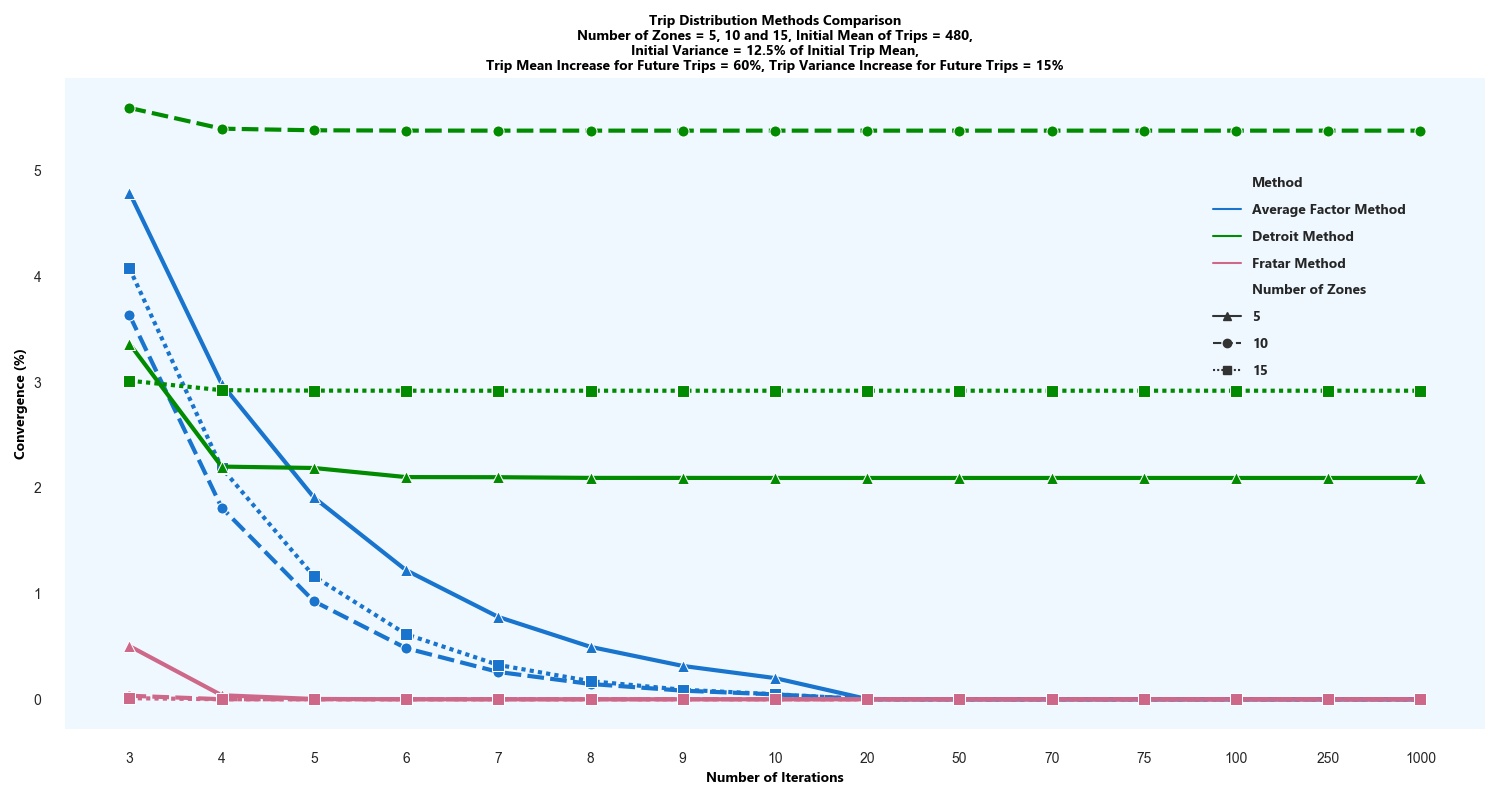 Trip Distribution Methods Comparison
Number of Zones = 5, 10 and 15, Initial Mean of Trips = 480,
Initial Variance = 12.5% of Initial Trip Mean,
Trip Mean Increase for Future Trips = 60%, Trip Variance Increase for Future Trips = 15%
5
4
3
2
1
0
Convergence (%)
Method
Average Factor Method
Detroit Method
Fratar Method
Number of Zones
5
10
15
3 4 5 6 7 8 9 10 20 50 70 75 100 250 1000
Number of Iterations